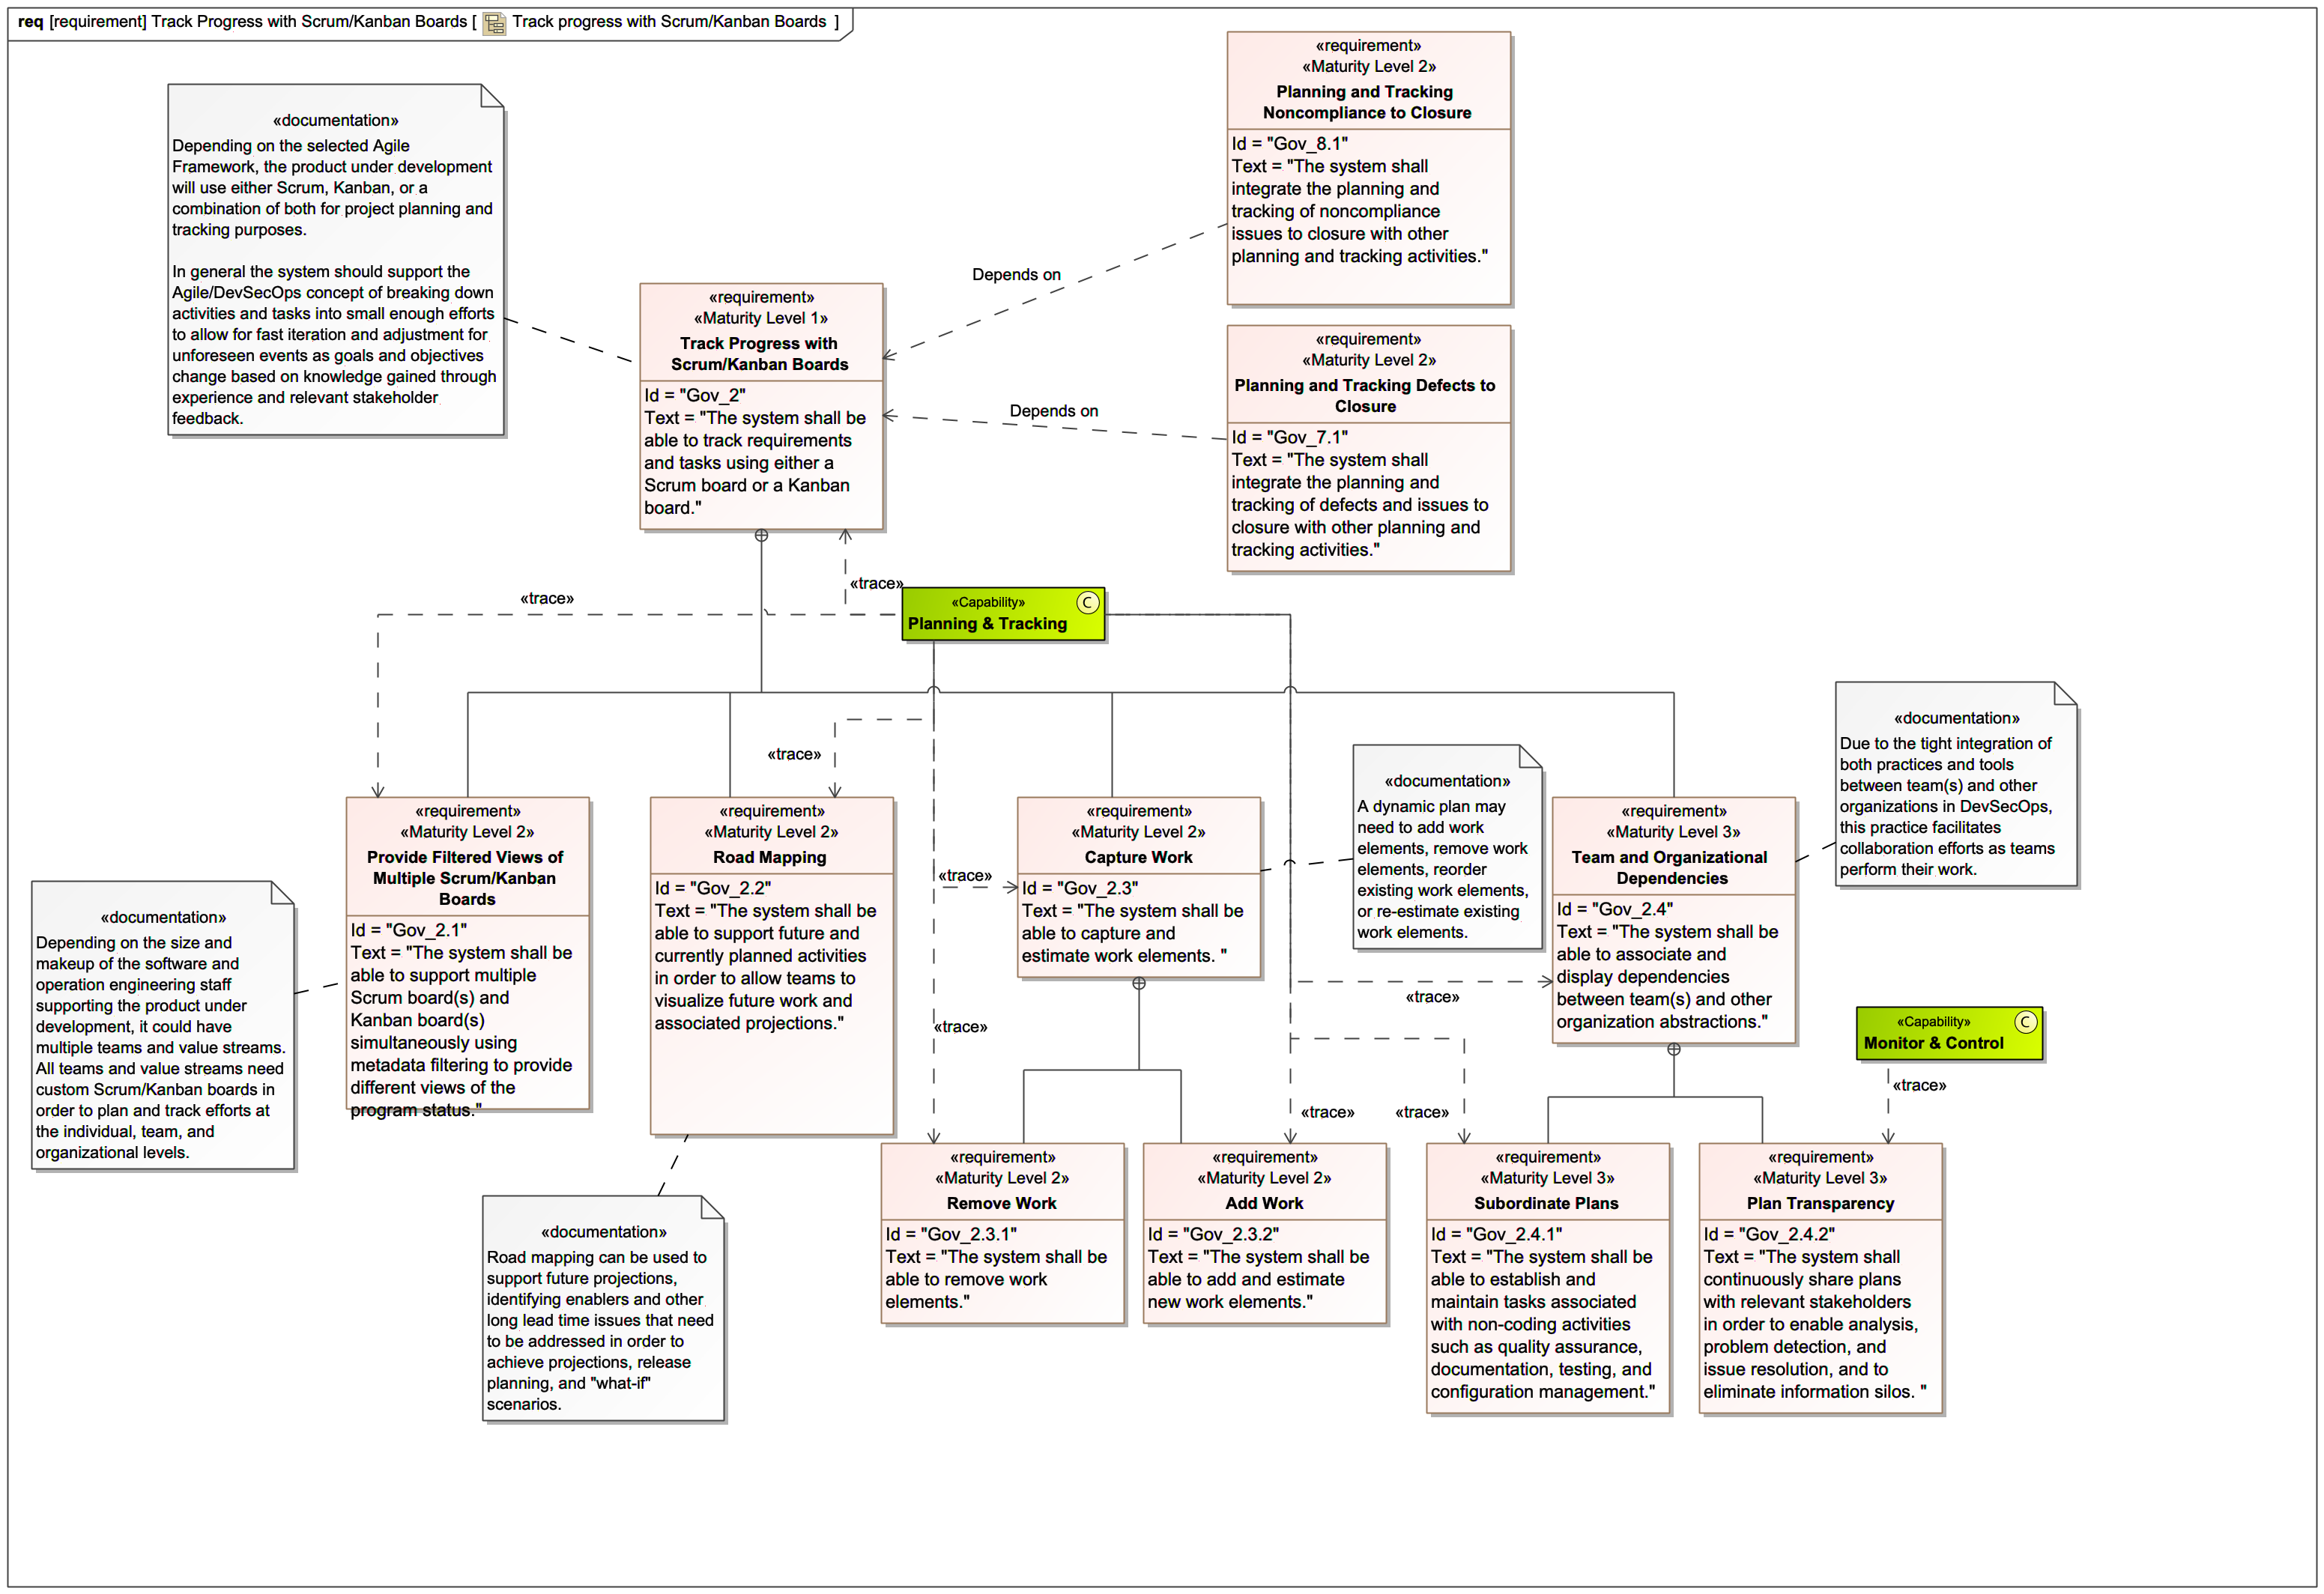 req [requirement] Track Progress with Scrum/Kanban Boards [ Track progress with Scrum/Kanban Boards ]
«requirement»
«Maturity Level 2»
Planning and Tracking
Noncompliance to Closure
Id = "Gov_8.1"
Text = "The system shall
integrate the planning and
tracking of noncompliance
issues to closure with other
planning and tracking activities."
«documentation»
Depending on the selected Agile
Framework, the product under development
will use either Scrum, Kanban, or a
combination of both for project planning and
tracking purposes.
In general the system should support the
Agile/DevSecOps concept of breaking down
activities and tasks into small enough efforts
to allow for fast iteration and adjustment for
unforeseen events as goals and objectives
change based on knowledge gained through
experience and relevant stakeholder
feedback.
Depends on
«requirement»
«Maturity Level 1»
Track Progress with
Scrum/Kanban Boards
Id = "Gov_2"
Text = "The system shall be
able to track requirements
and tasks using either a
Scrum board or a Kanban
board."
Depends on
«requirement»
«Maturity Level 2»
Planning and Tracking Defects to
Closure
Id = "Gov_7.1"
Text = "The system shall
integrate the planning and
tracking of defects and issues to
closure with other planning and
tracking activities."
«trace»
«trace»
«Capability»
C
Planning & Tracking
«trace»
«documentation»
Due to the tight integration of
both practices and tools
between team(s) and other
organizations in DevSecOps,
this practice facilitates
collaboration efforts as teams
perform their work.
«documentation»
A dynamic plan may
need to add work
elements, remove work
elements, reorder
existing work elements,
or re-estimate existing
work elements.
«requirement»
«Maturity Level 2»
Provide Filtered Views of
Multiple Scrum/Kanban
Boards
Id = "Gov_2.1"
Text = "The system shall be
able to support multiple
Scrum board(s) and
Kanban board(s)
simultaneously using
metadata filtering to provide
different views of the
program status."
«requirement»
«Maturity Level 2»
Road Mapping
Id = "Gov_2.2"
Text = "The system shall be
able to support future and
currently planned activities
in order to allow teams to
visualize future work and
associated projections."
«trace»
«requirement»
«Maturity Level 2»
Capture Work
Id = "Gov_2.3"
Text = "The system shall be
able to capture and
estimate work elements. "
«requirement»
«Maturity Level 3»
Team and Organizational
Dependencies
Id = "Gov_2.4"
Text = "The system shall be
able to associate and
display dependencies
between team(s) and other
organization abstractions."
«documentation»
Depending on the size and
makeup of the software and
operation engineering staff
supporting the product under
development, it could have
multiple teams and value streams.
All teams and value streams need
custom Scrum/Kanban boards in
order to plan and track efforts at
the individual, team, and
organizational levels.
«trace»
«trace»
«Capability»
C
Monitor & Control
«trace»
«trace»
«trace»
«documentation»
Road mapping can be used to
support future projections,
identifying enablers and other
long lead time issues that need
to be addressed in order to
achieve projections, release
planning, and "what-if"
scenarios.
«requirement»
«Maturity Level 2»
Remove Work
Id = "Gov_2.3.1"
Text = "The system shall be
able to remove work
elements."
«requirement»
«Maturity Level 2»
Add Work
Id = "Gov_2.3.2"
Text = "The system shall be
able to add and estimate
new work elements."
«requirement»
«Maturity Level 3»
Subordinate Plans
Id = "Gov_2.4.1"
Text = "The system shall be
able to establish and
maintain tasks associated
with non-coding activities
such as quality assurance,
documentation, testing, and
configuration management."
«requirement»
«Maturity Level 3»
Plan Transparency
Id = "Gov_2.4.2"
Text = "The system shall
continuously share plans
with relevant stakeholders
in order to enable analysis,
problem detection, and
issue resolution, and to
eliminate information silos. "